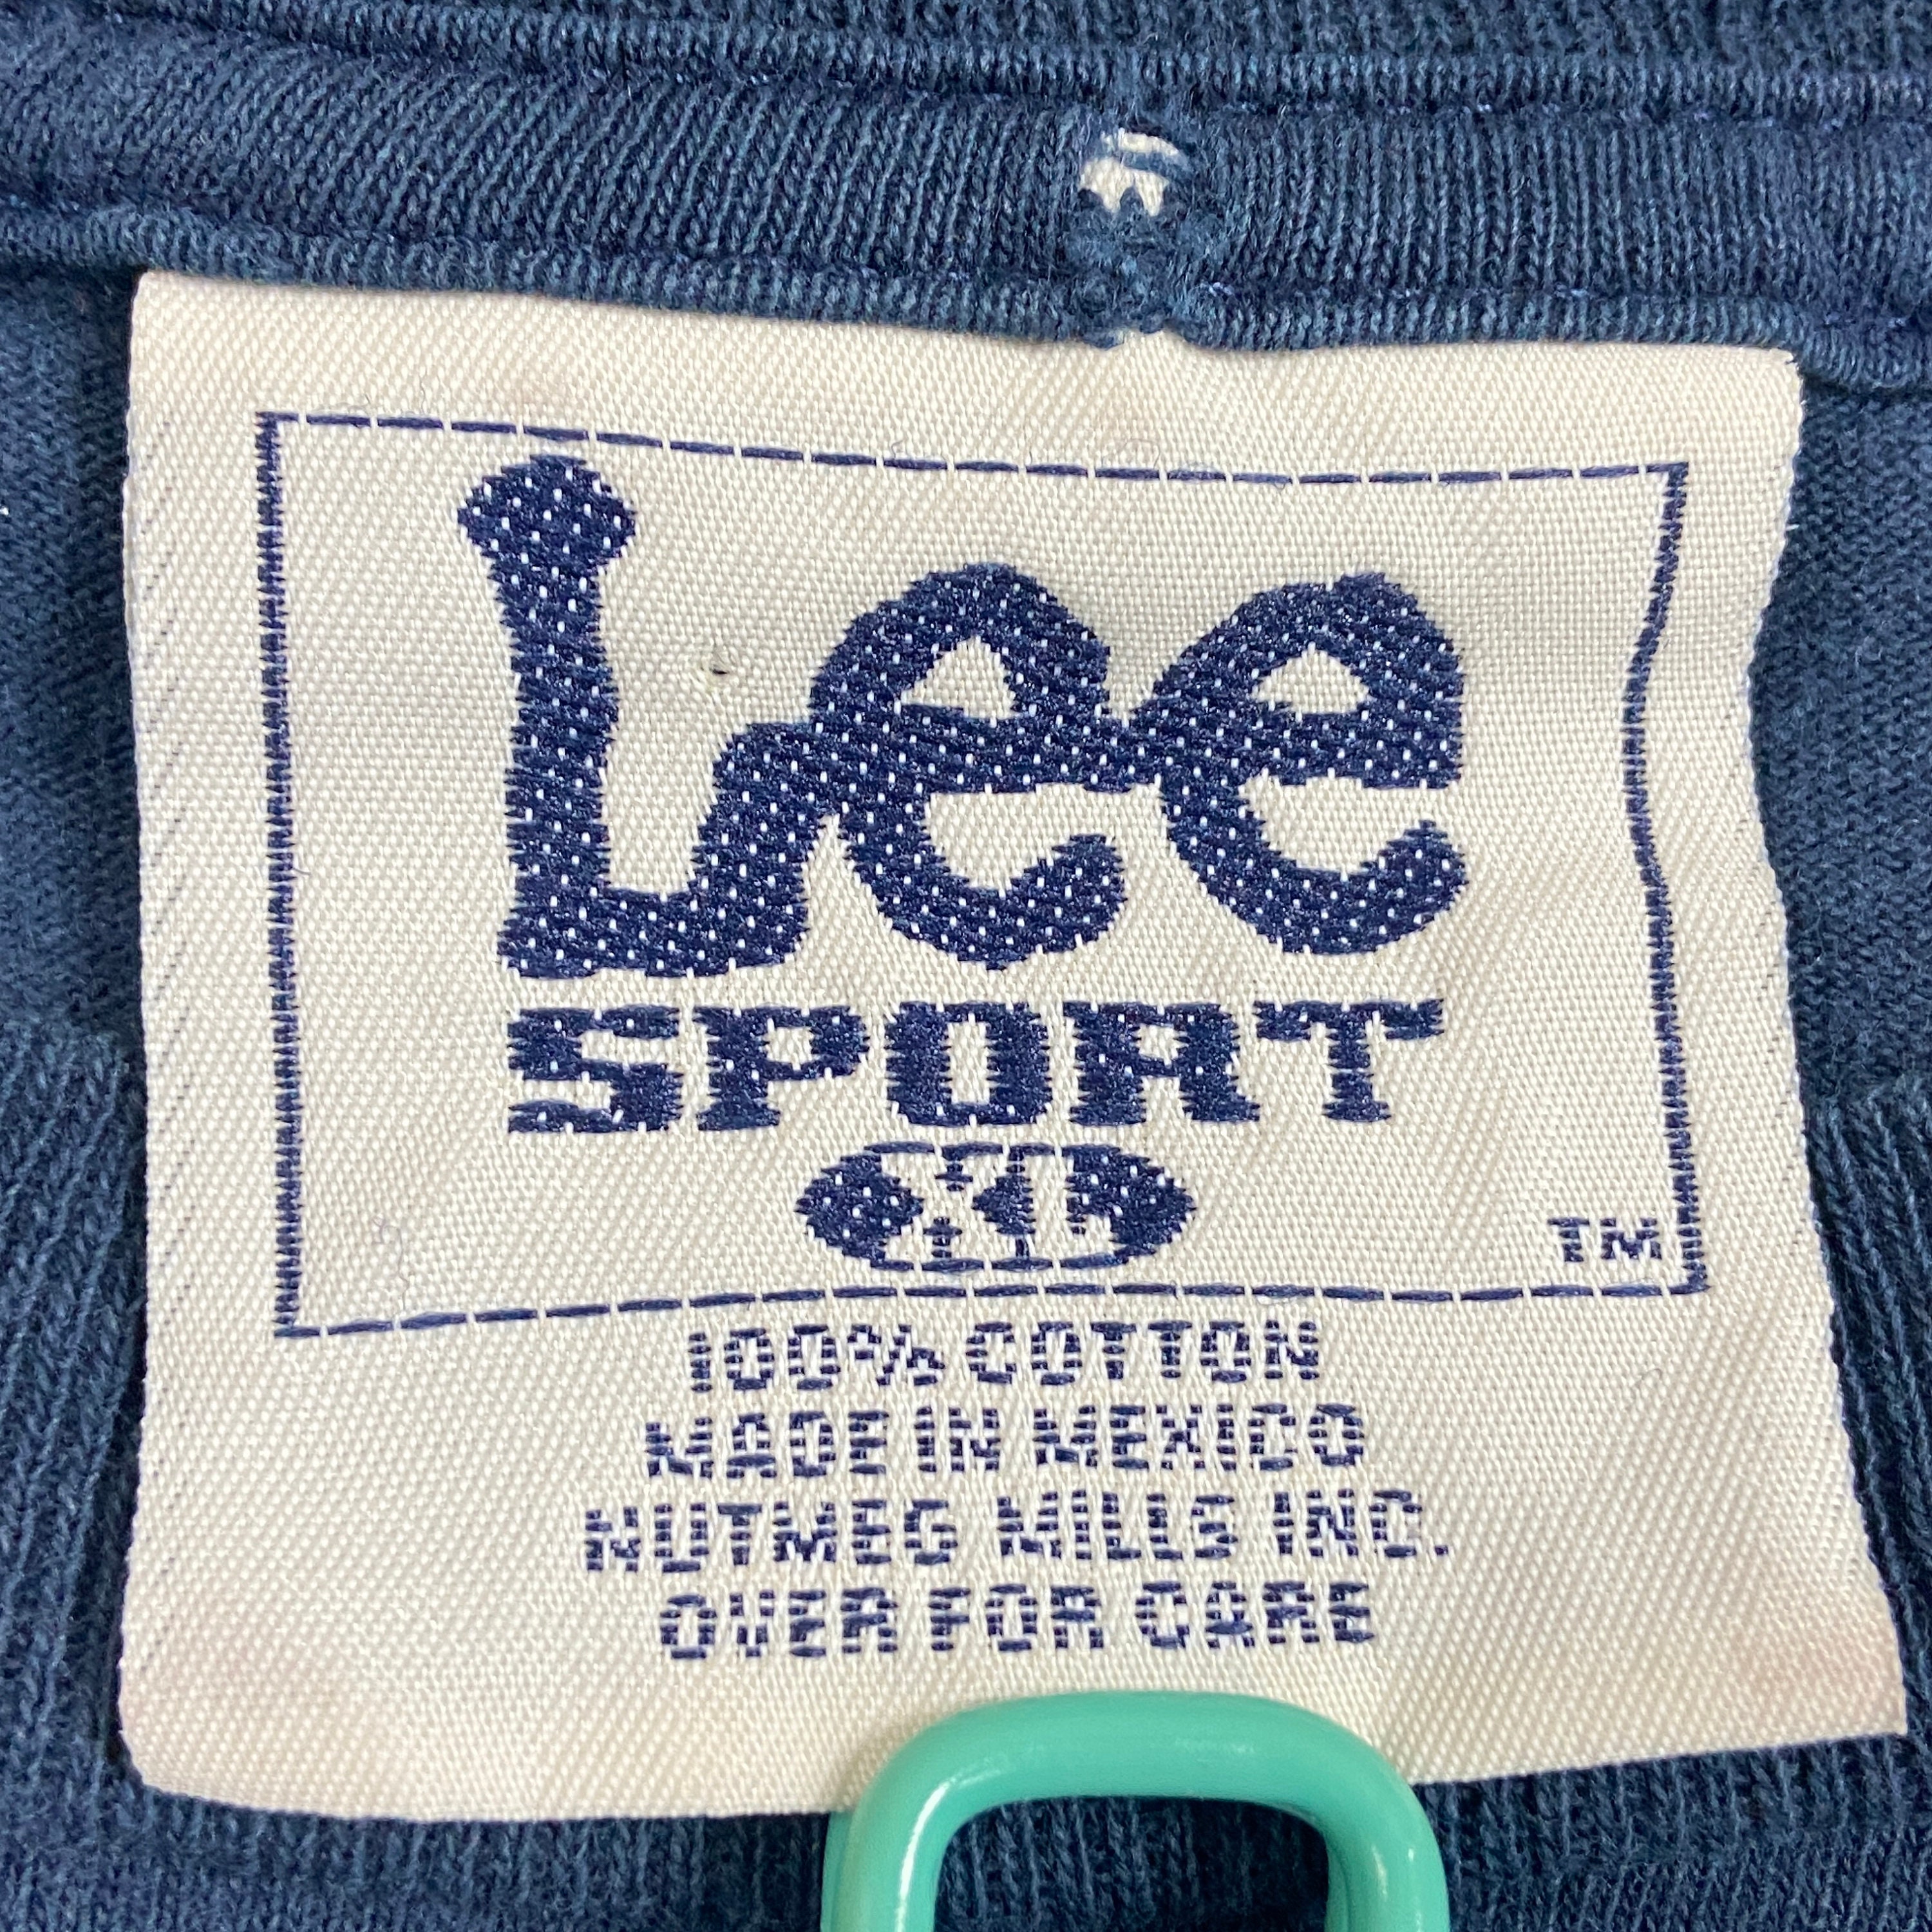 Lee
SPORT
XL
TM
100% COTTON
MADE IN MEXICO
NUTMEG MILLS INC.
OVER FOR CARE